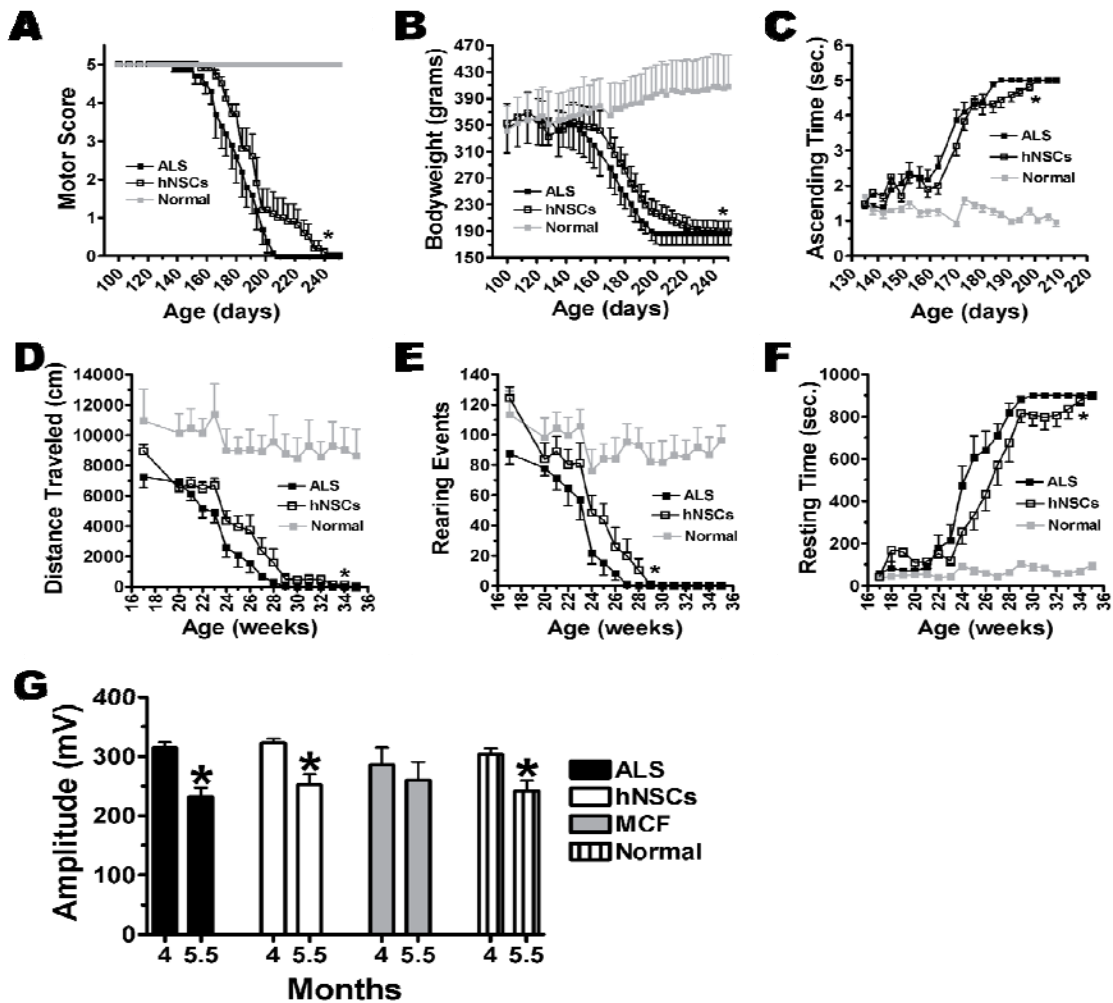 A
Motor Score
5
4
3
2
1
0
ALS
hNSCs
Normal
*
100
120
140
160
180
200
220
240
Age (days)
B
Bodyweight (grams)
470
430
390
350
310
270
230
190
150
ALS
hNSCs
Normal
*
100
120
140
160
180
200
220
240
Age (days)
C
Ascending Time (sec.)
6
5
4
3
2
1
0
ALS
hNSCs
Normal
*
130
140
150
160
170
180
190
200
210
220
Age (days)
D
Distance Traveled (cm)
14000
12000
10000
8000
6000
4000
2000
0
ALS
hNSCs
Normal
*
16
18
20
22
24
26
28
30
32
34
36
Age (weeks)
E
Rearing Events
140
120
100
80
60
40
20
0
ALS
hNSCs
Normal
*
16
18
20
22
24
26
28
30
32
34
36
Age (weeks)
F
Resting Time (sec.)
1000
800
600
400
200
0
ALS
hNSCs
Normal
*
16
18
20
22
24
26
28
30
32
34
36
Age (weeks)
G
Amplitude (mV)
400
300
200
100
0
* * *
4 5.5 4 5.5 4 5.5 4 5.5
Months
ALS
hNSCs
MCF
Normal